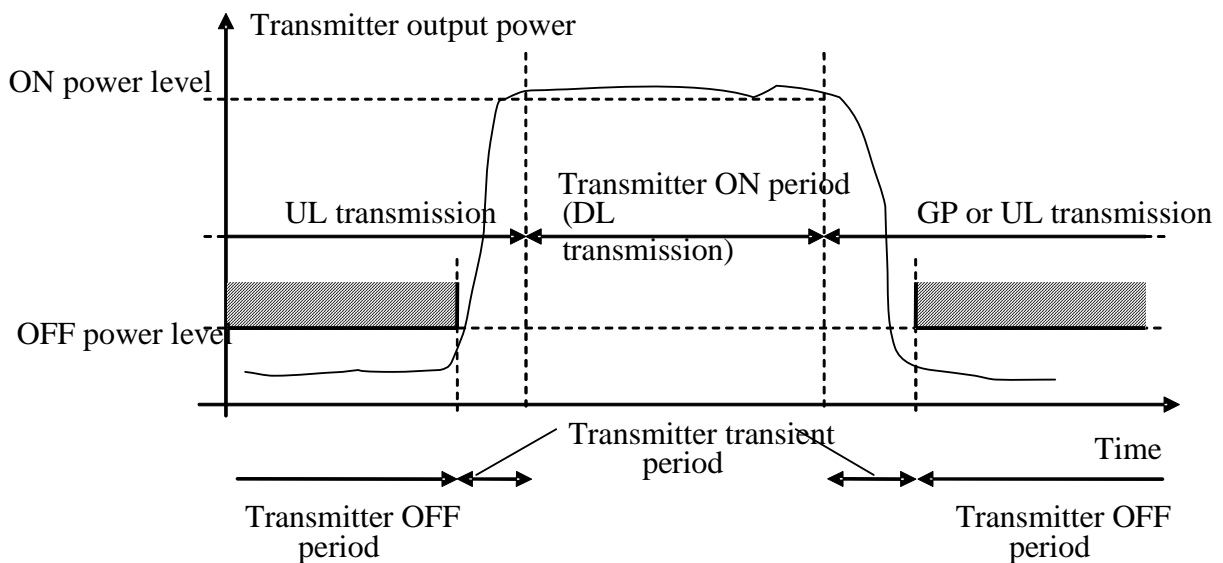 Transmitter output power
ON power level
Transmitter ON period
UL transmission
(DL
transmission)
GP or UL transmission
OFF power level
Transmitter transient
period
Time
Transmitter OFF
period
Transmitter OFF
period